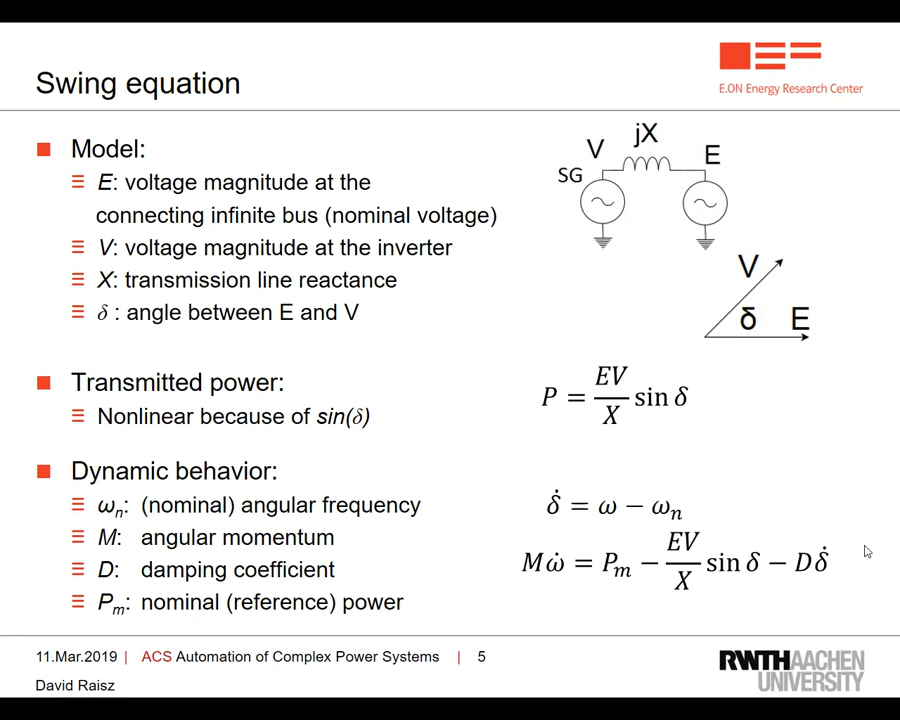 Swing equation
E.ON Energy Research Center
Model:
E: voltage magnitude at the
connecting infinite bus (nominal voltage)
V: voltage magnitude at the inverter
X: transmission line reactance
δ : angle between E and V
jX
V
E
SG
V
δ
E
Transmitted power:
Nonlinear because of sin(δ)
P = EV/X sin δ
Dynamic behavior:
ωn: (nominal) angular frequency
M: angular momentum
D: damping coefficient
Pm: nominal (reference) power
δ̇ = ω − ωn
Mω̇ = Pm − EV/X sin δ − Dδ̇
11.Mar.2019 | ACS Automation of Complex Power Systems | 5
David Raisz
RWTHAACHEN
UNIVERSITY